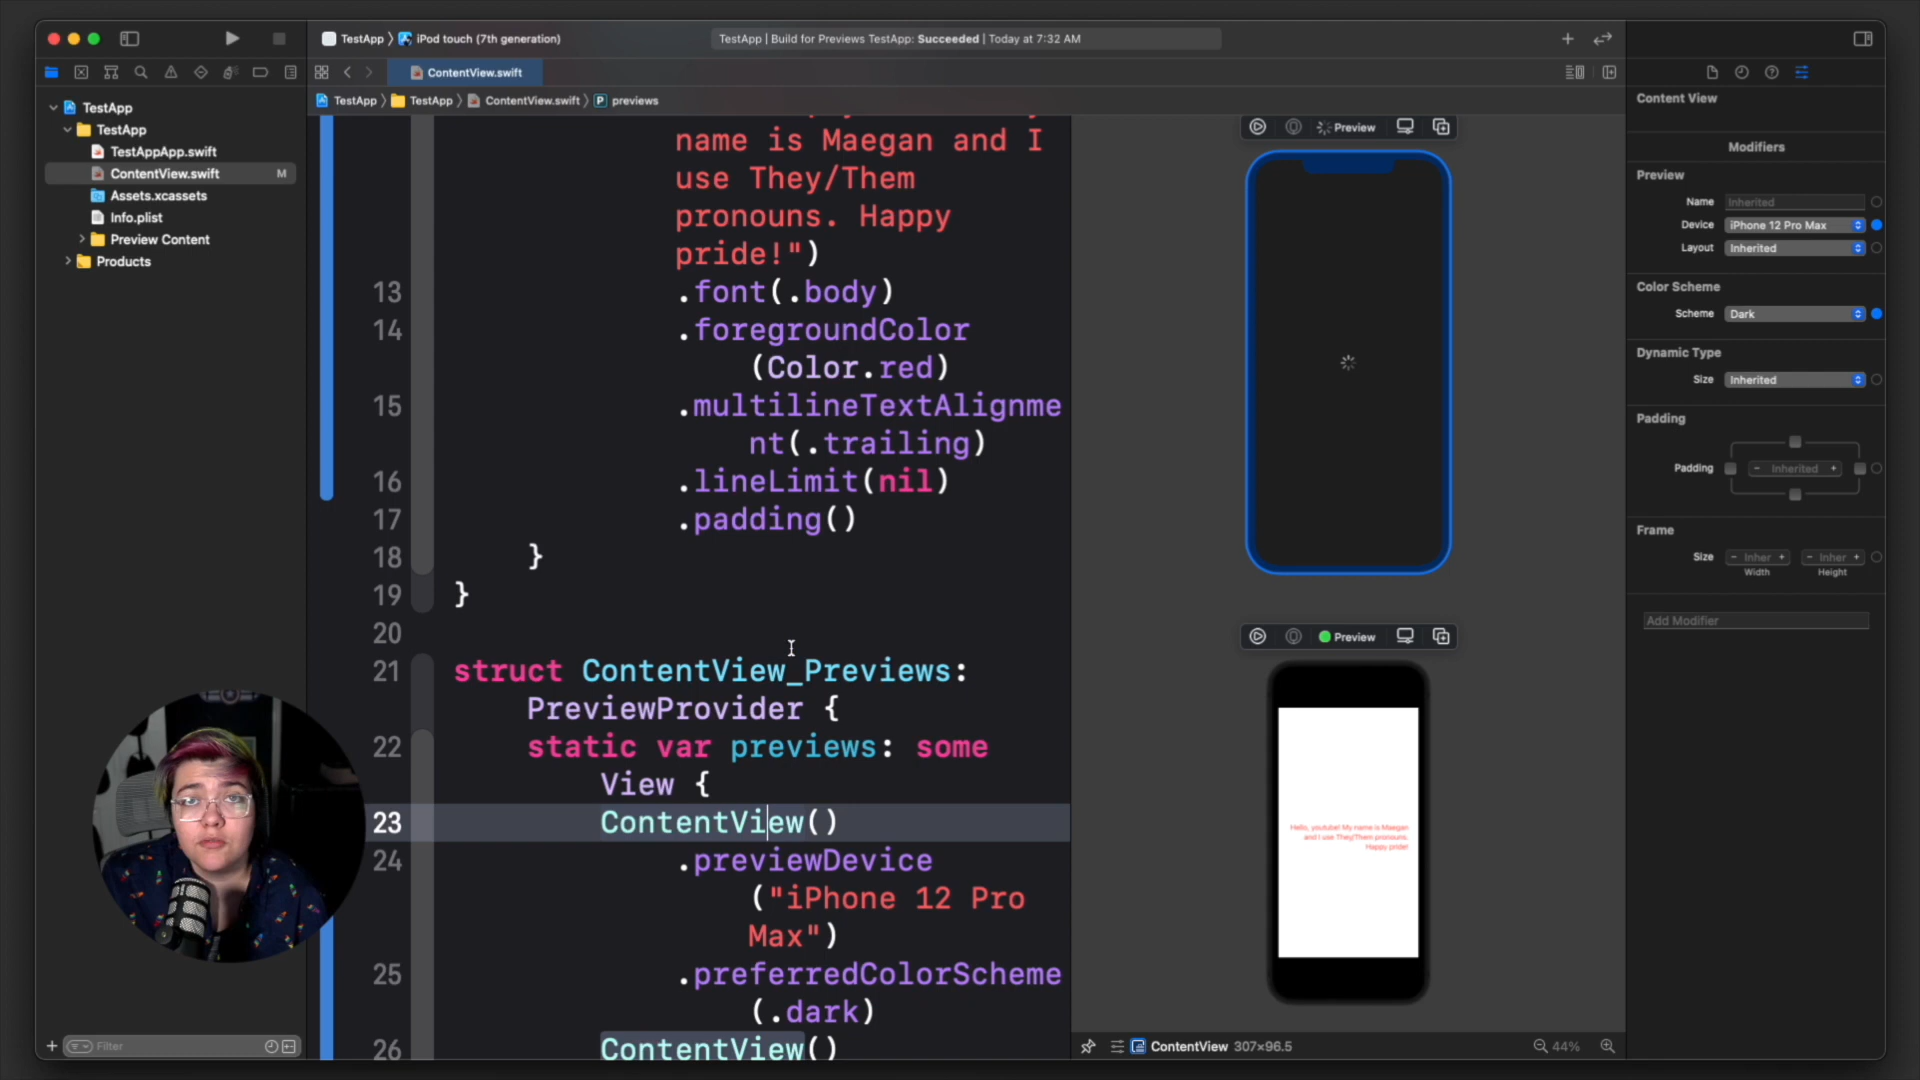 TestApp
iPod touch (7th generation)
TestApp | Build for Previews TestApp: Succeeded | Today at 7:32 AM
ContentView.swift
TestApp
TestApp
ContentView.swift
P
previews
TestApp
TestApp
TestAppApp.swift
ContentView.swift M
Assets.xcassets
Info.plist
Preview Content
Products
name is Maegan and I
use They/Them
pronouns. Happy
pride!")
13 .font(.body)
14 .foregroundColor
(Color.red)
15 .multilineTextAlignme
nt(.trailing)
16 .lineLimit(nil)
17 .padding()
18 }
19 }
20
21 struct ContentView_Previews:
PreviewProvider {
22 static var previews: some
View {
23 ContentView()
24 .previewDevice
("iPhone 12 Pro
Max")
25 .preferredColorScheme
(.dark)
26 ContentView()
Filter
Preview
Preview
Hello, youtube! My name is Maegan
and I use They/Them pronouns.
Happy pride!
ContentView 307×96.5
44%
Content View
Modifiers
Preview
Name Inherited
Device iPhone 12 Pro Max
Layout Inherited
Color Scheme
Scheme Dark
Dynamic Type
Size Inherited
Padding
Padding - Inherited +
Frame
Size - Inher + - Inher +
Width Height
Add Modifier